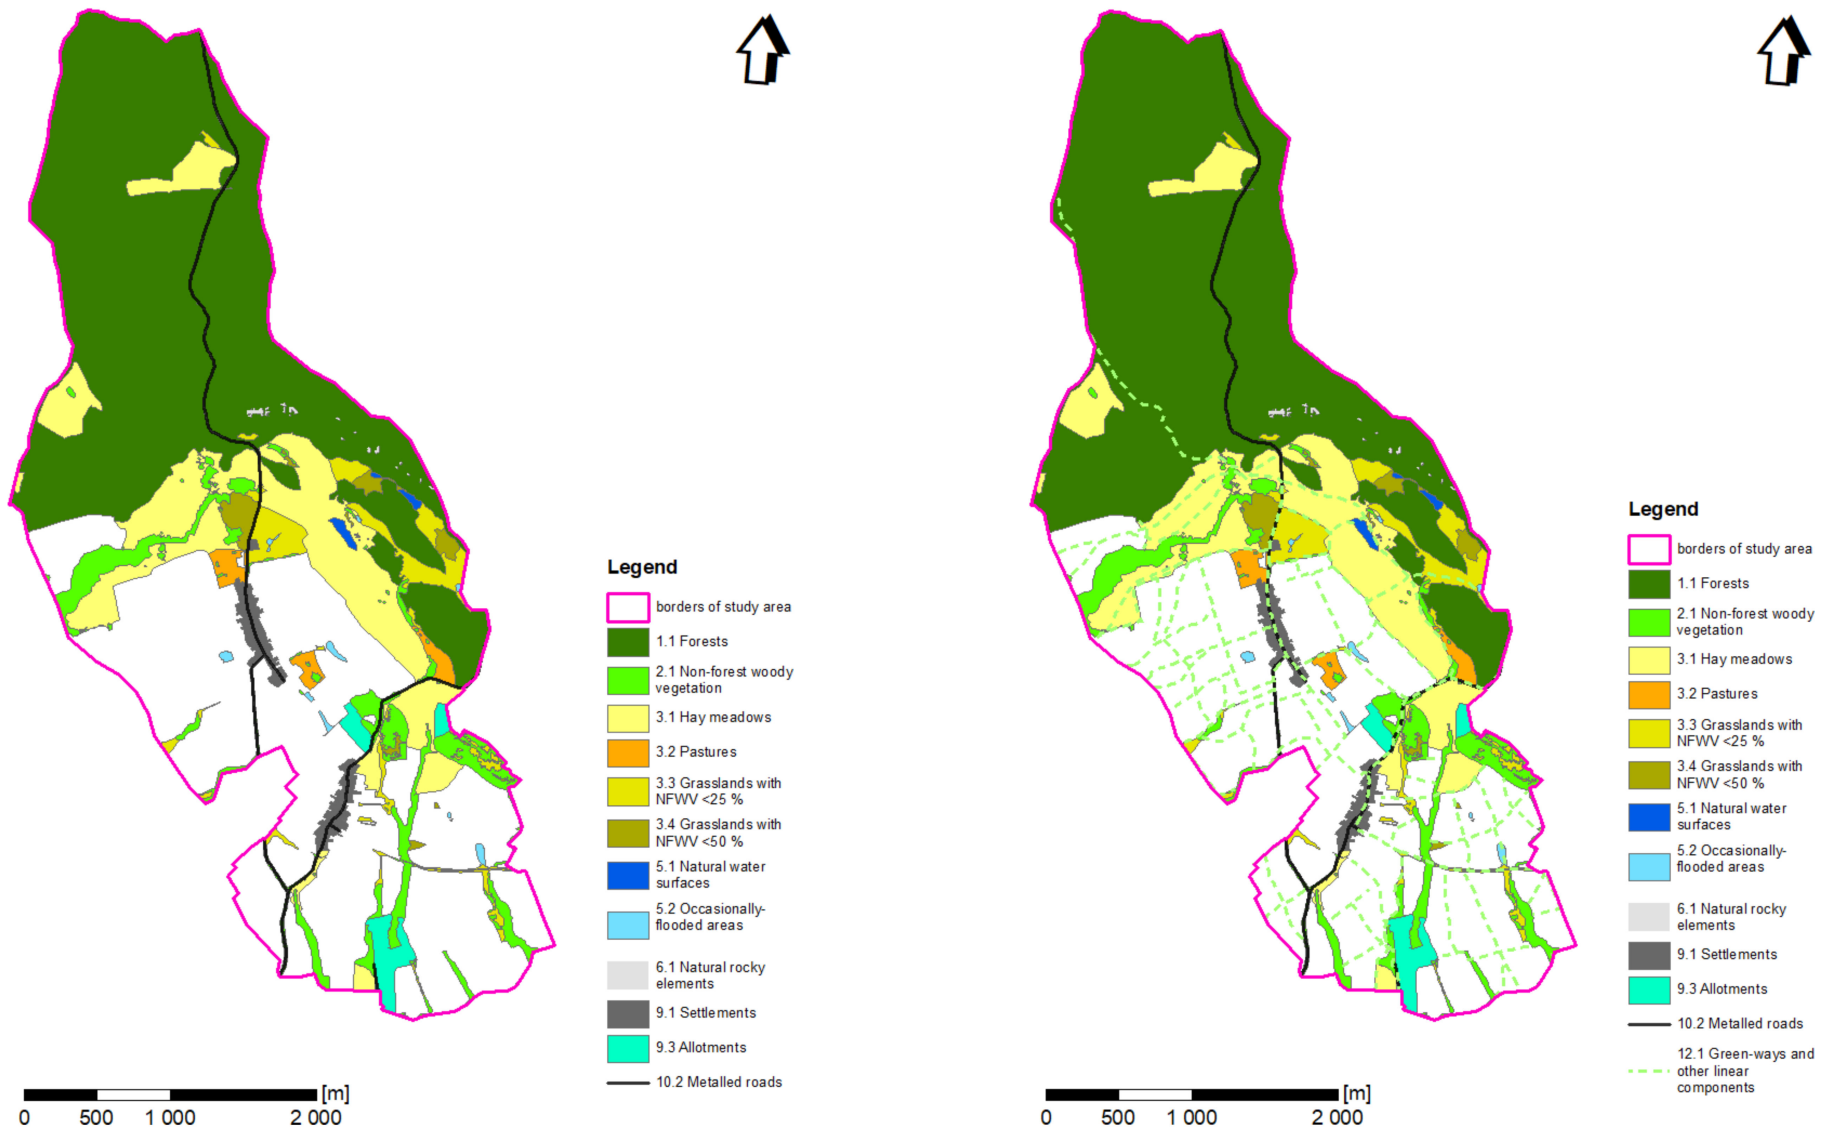 Legend
borders of study area
1.1 Forests
2.1 Non-forest woody
vegetation
3.1 Hay meadows
3.2 Pastures
3.3 Grasslands with
NFWV <25 %
3.4 Grasslands with
NFWV <50 %
5.1 Natural water
surfaces
5.2 Occasionally-
flooded areas
6.1 Natural rocky
elements
9.1 Settlements
9.3 Allotments
10.2 Metalled roads
[m]
0 500 1 000 2 000
Legend
borders of study area
1.1 Forests
2.1 Non-forest woody
vegetation
3.1 Hay meadows
3.2 Pastures
3.3 Grasslands with
NFWV <25 %
3.4 Grasslands with
NFWV <50 %
5.1 Natural water
surfaces
5.2 Occasionally-
flooded areas
6.1 Natural rocky
elements
9.1 Settlements
9.3 Allotments
10.2 Metalled roads
12.1 Green-ways and
other linear
components
[m]
0 500 1 000 2 000